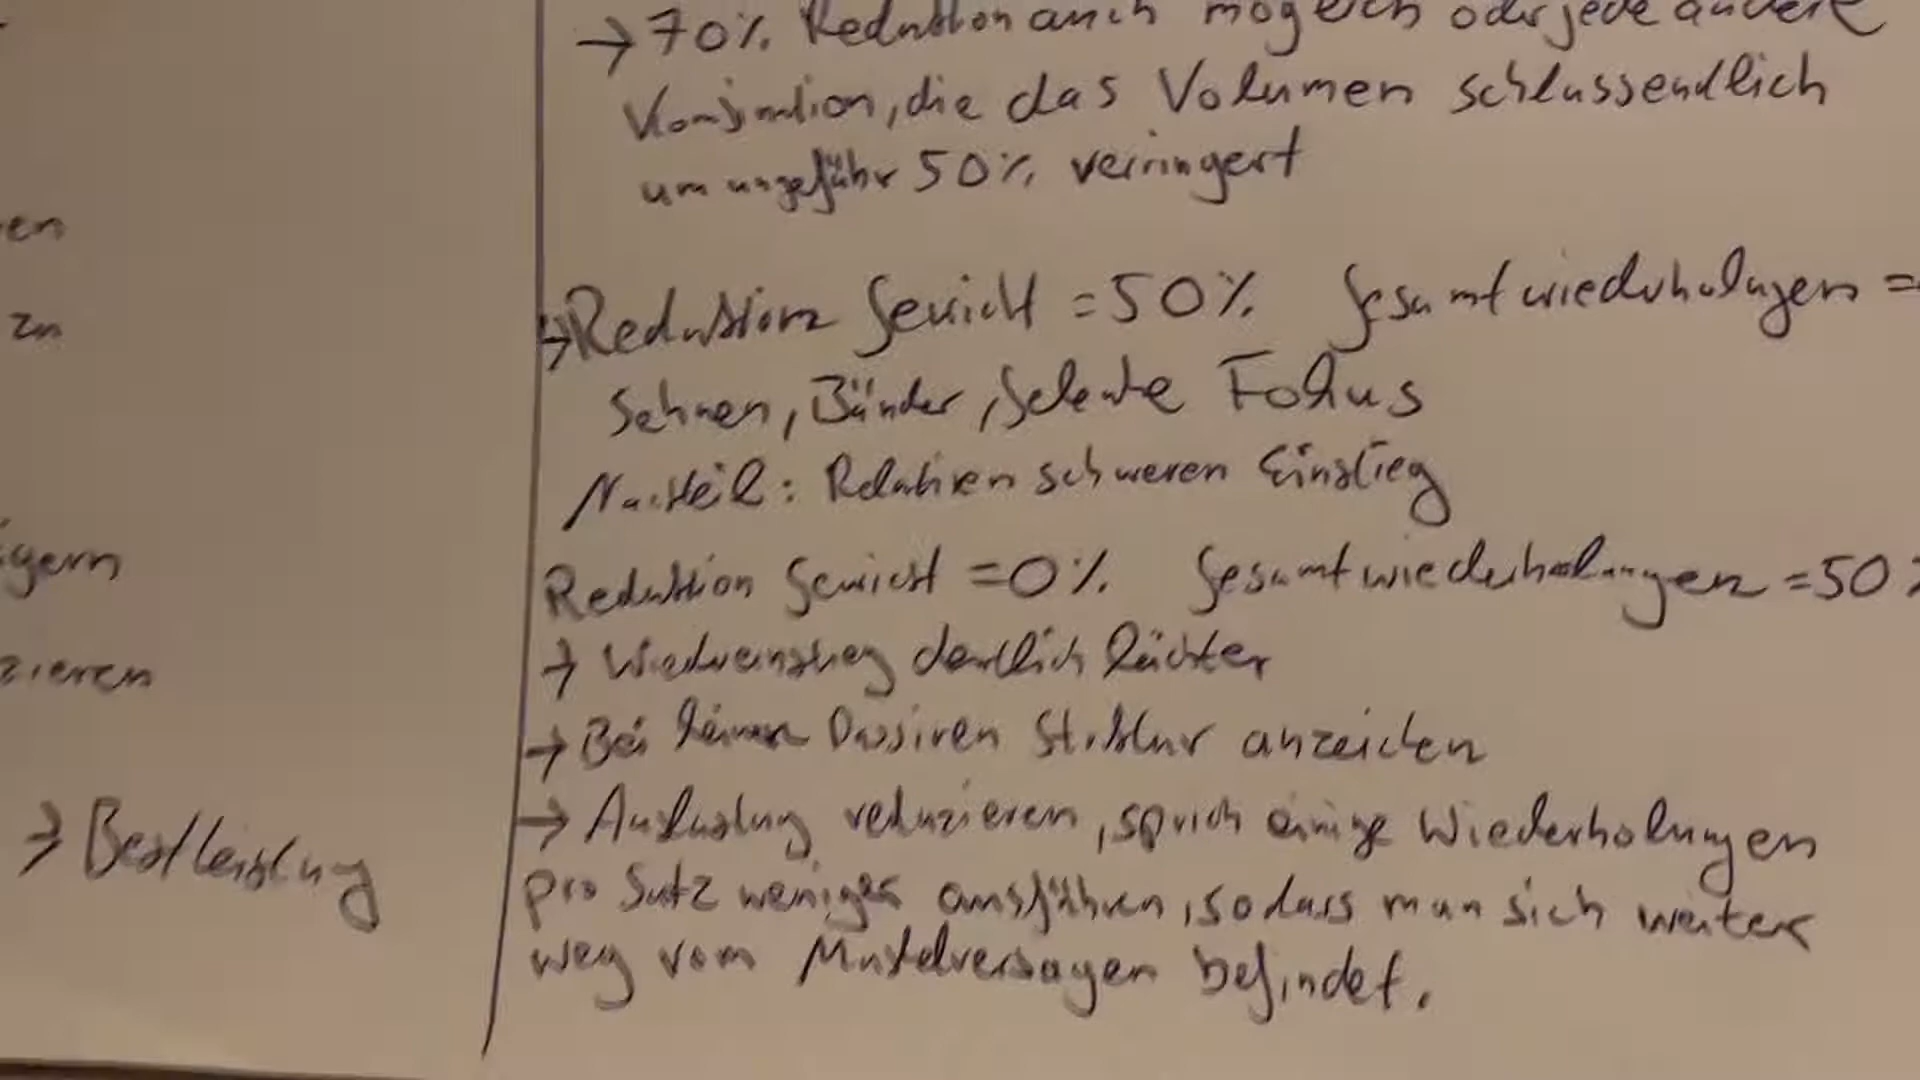 → 70% Reduktion auch möglich oder jede andere
Kombination, die das Volumen schlussendlich
um ungefähr 50% verringert
en
→ Reduktion Gewicht = 50% Gesamtwiederholungen =
zu
Sehnen, Bänder, Gelenke Fokus
Nachteil: Relativen schweren Einstieg
igern
Reduktion Gewicht = 0% Gesamtwiederholungen = 50%
zieren
→ Wiedereinstieg deutlich leichter
→ Bei keinen Passiven Struktur anzeichen
→ Bestleistung
→ Auslastung reduzieren, sprich einige Wiederholungen
pro Satz weniger ausführen, sodass man sich weiter
weg vom Muskelversagen befindet.